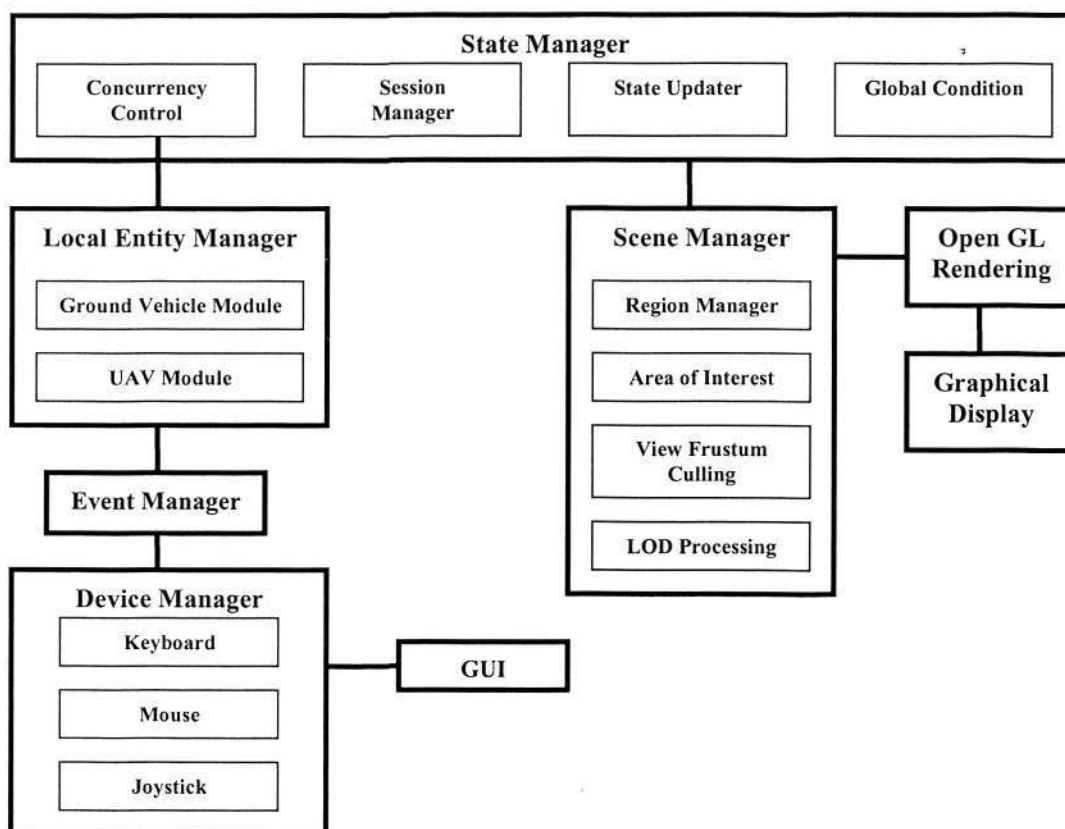 State Manager
Concurrency
Control
Session
Manager
State Updater
Global Condition
Local Entity Manager
Ground Vehicle Module
UAV Module
Event Manager
Device Manager
Keyboard
Mouse
Joystick
GUI
Scene Manager
Region Manager
Area of Interest
View Frustum
Culling
LOD Processing
Open GL
Rendering
Graphical
Display